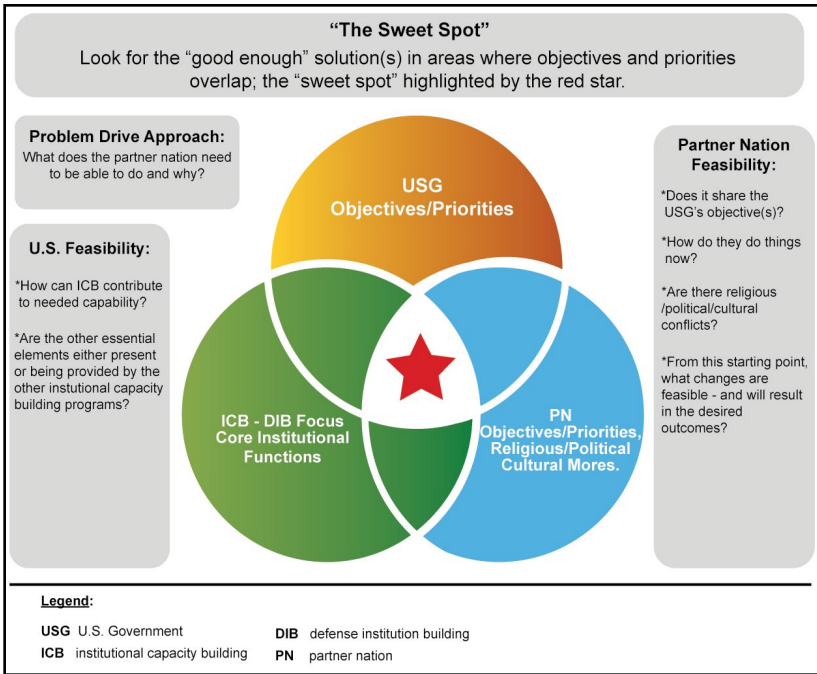 “The Sweet Spot”
Look for the “good enough” solution(s) in areas where objectives and priorities
overlap; the “sweet spot” highlighted by the red star.
Problem Drive Approach:
What does the partner nation need
to be able to do and why?
U.S. Feasibility:
*How can ICB contribute
to needed capability?
*Are the other essential
elements either present
or being provided by the
other instutional capacity
building programs?
USG
Objectives/Priorities
ICB - DIB Focus
Core Institutional
Functions
PN
Objectives/Priorities,
Religious/Political
Cultural Mores.
Partner Nation
Feasibility:
*Does it share the
USG’s objective(s)?
*How do they do things
now?
*Are there religious
/political/cultural
conflicts?
*From this starting point,
what changes are
feasible - and will result
in the desired
outcomes?
Legend:
USG U.S. Government
ICB institutional capacity building
DIB defense institution building
PN partner nation